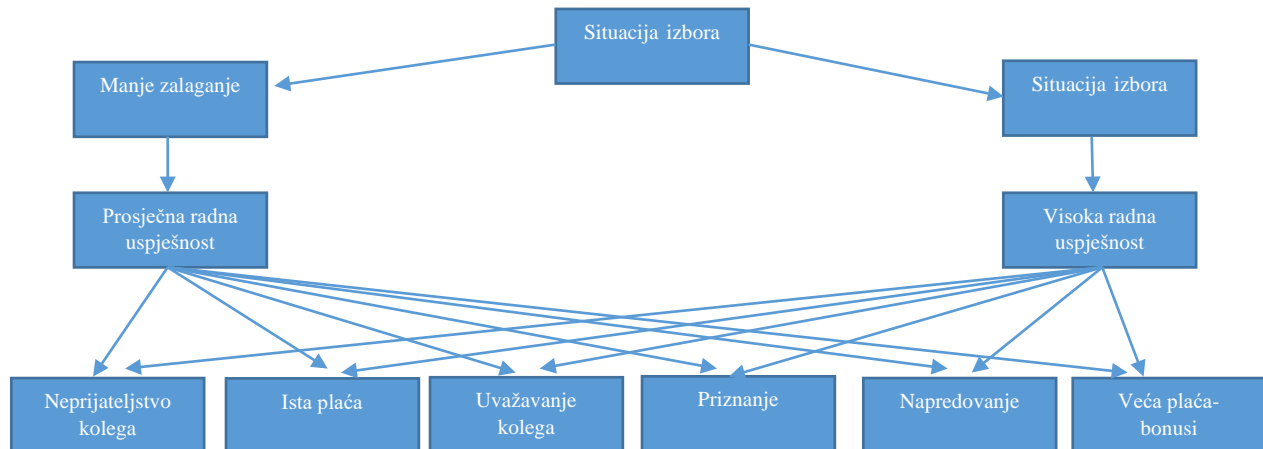 Situacija izbora
Manje zalaganje
Situacija izbora
Prosječna radna
uspješnost
Visoka radna
uspješnost
Neprijateljstvo
kolega
Ista plaća
Uvažavanje
kolega
Priznanje
Napredovanje
Veća plaća-
bonusi